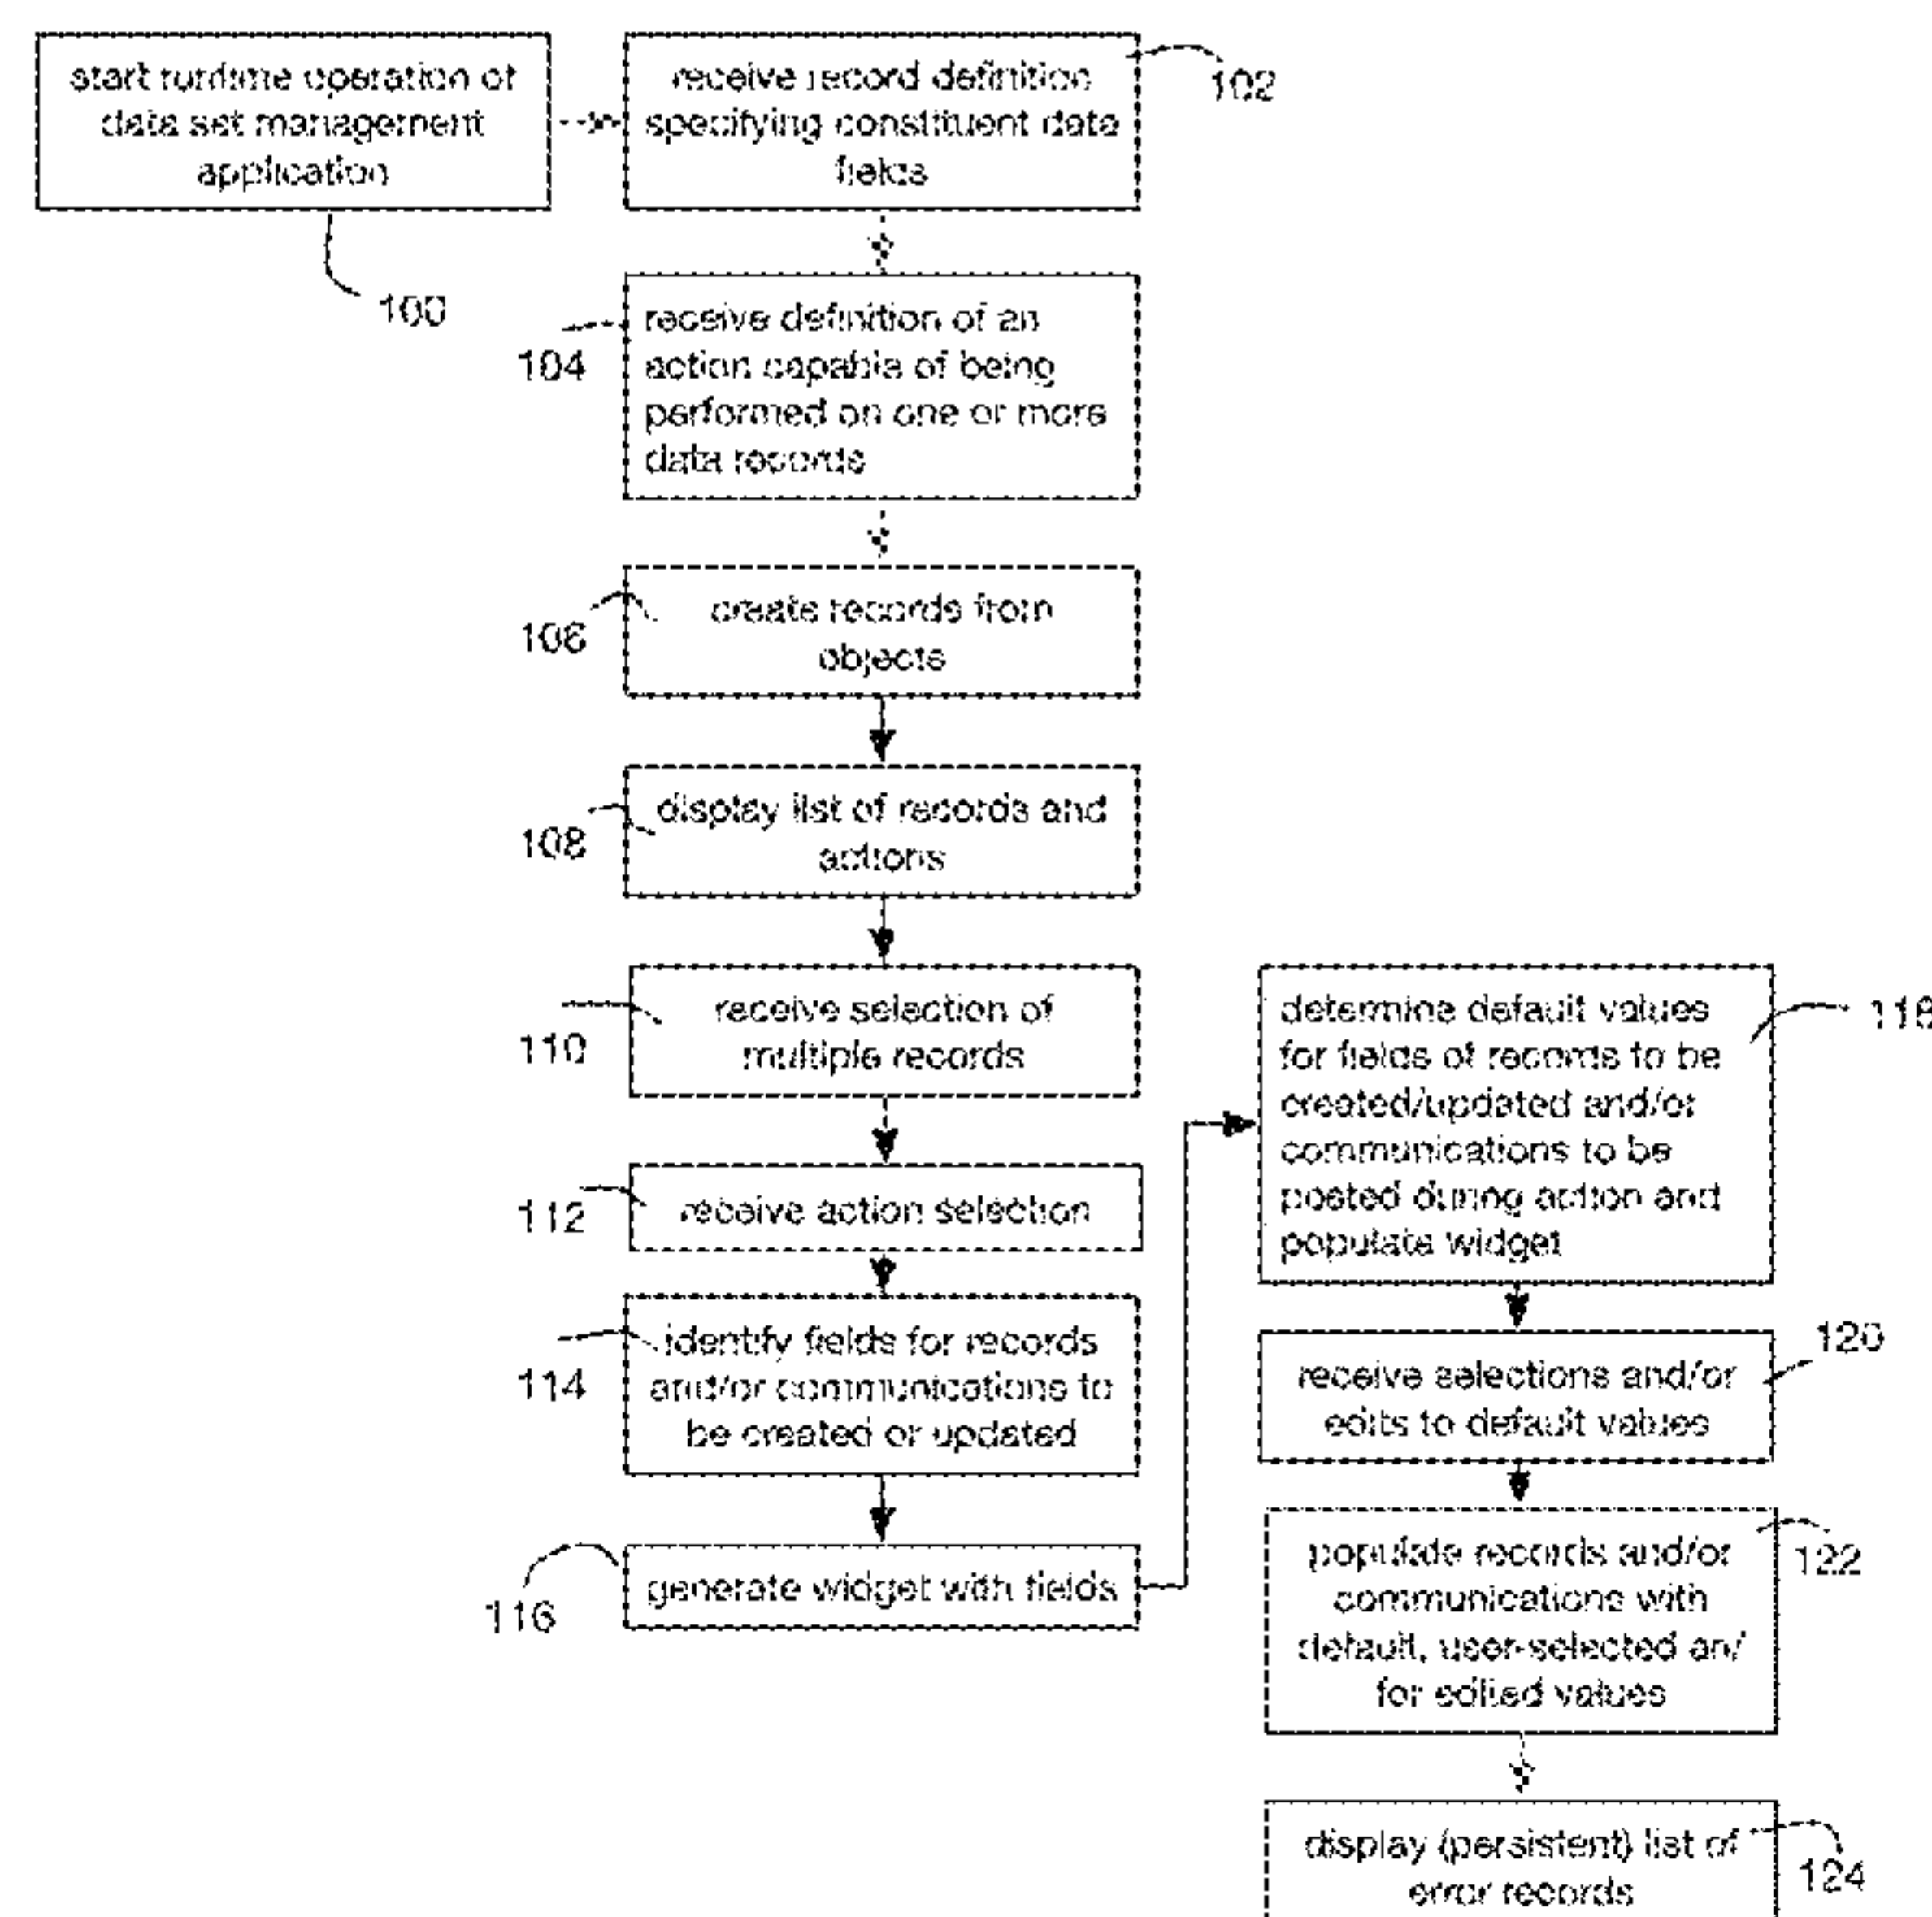 start runtime operation of
data set management
application
100
receive record definition
specifying constituent data
fields
102
receive definition of an
action capable of being
performed on one or more
data records
104
create records from
objects
106
display list of records and
actions
108
receive selection of
multiple records
110
receive action selection
112
identify fields for records
and/or communications to
be created or updated
114
generate widget with fields
116
determine default values
for fields of records to be
created/updated and/or
communications to be
posted during action and
populate widget
118
receive selections and/or
edits to default values
120
populate records and/or
communications with
default, user-selected an/
for edited values
122
display (persistent) list of
error records
124